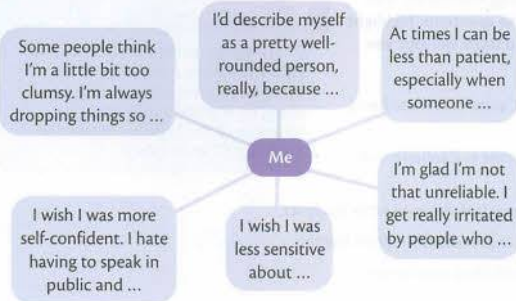 Some people think
I'm a little bit too
clumsy. I'm always
dropping things so ...
I'd describe myself
as a pretty well-
rounded person,
really, because ...
At times I can be
less than patient,
especially when
someone ...
Me
I wish I was more
self-confident. I hate
having to speak in
public and ...
I wish I was
less sensitive
about ...
I'm glad I'm not
that unreliable. I
get really irritated
by people who ...